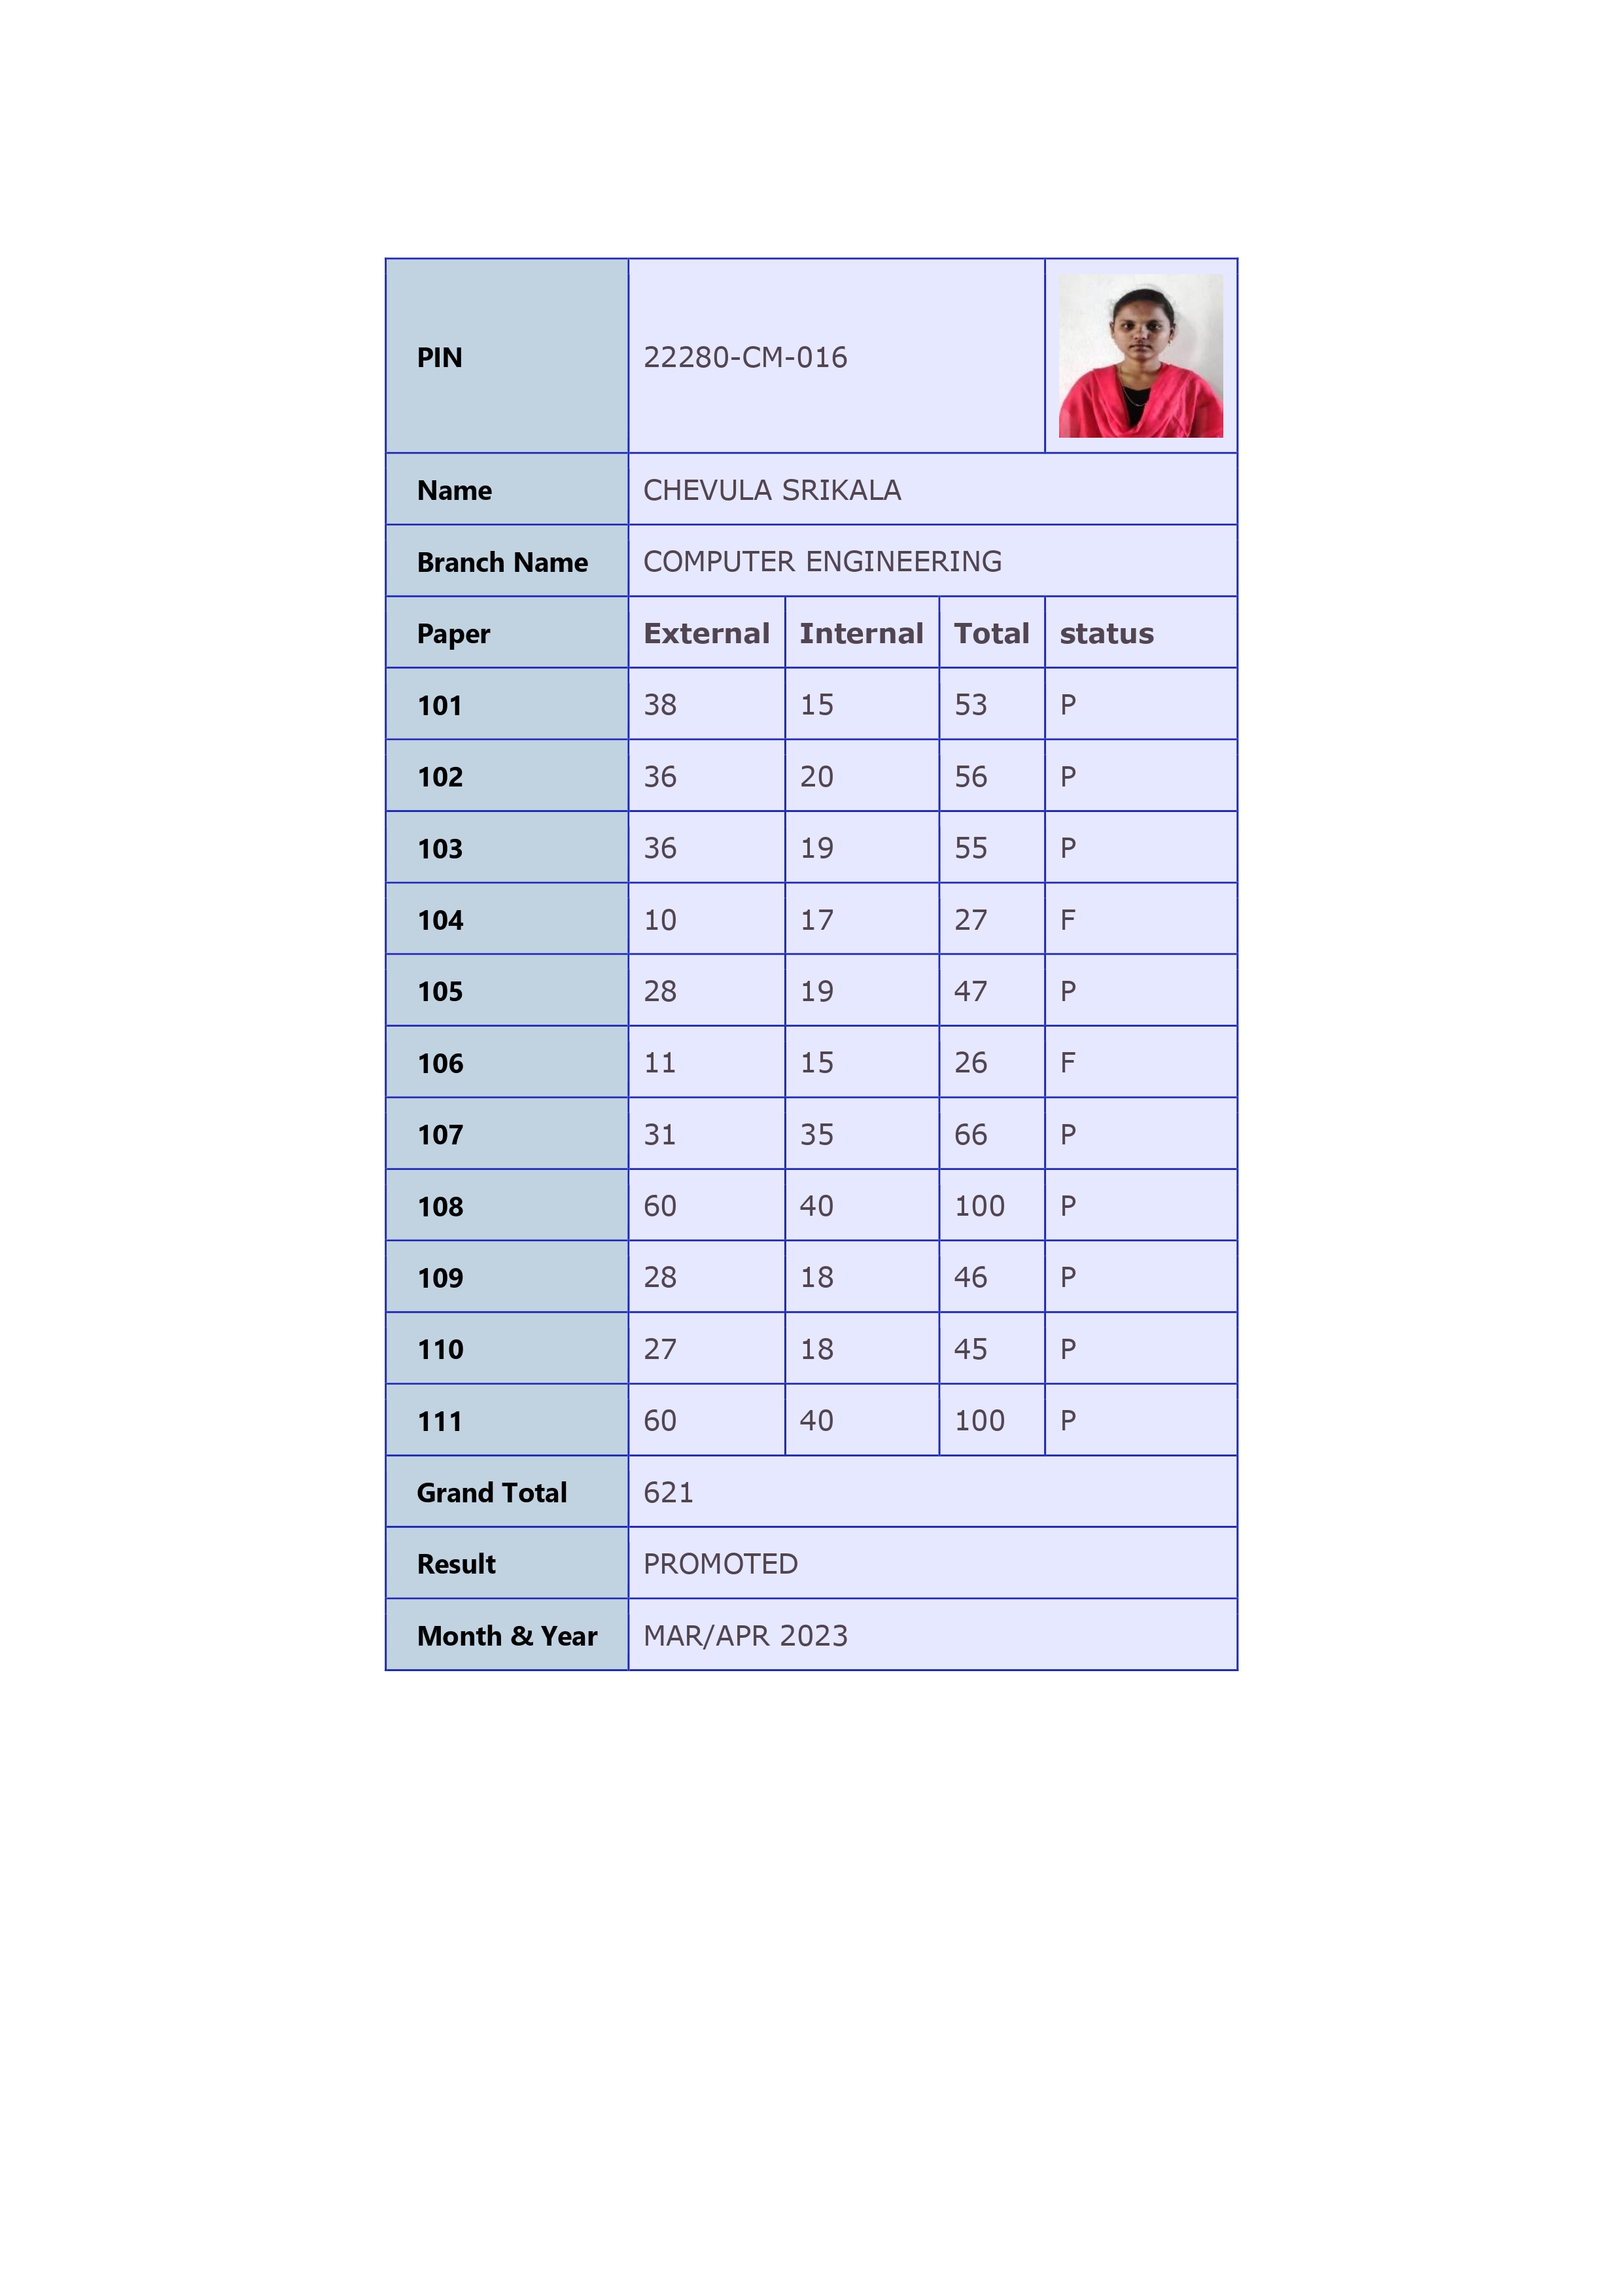 PIN 22280-CM-016
Name CHEVULA SRIKALA
Branch Name COMPUTER ENGINEERING
Paper External Internal Total status
101 38 15 53 P
102 36 20 56 P
103 36 19 55 P
104 10 17 27 F
105 28 19 47 P
106 11 15 26 F
107 31 35 66 P
108 60 40 100 P
109 28 18 46 P
110 27 18 45 P
111 60 40 100 P
Grand Total 621
Result PROMOTED
Month & Year MAR/APR 2023